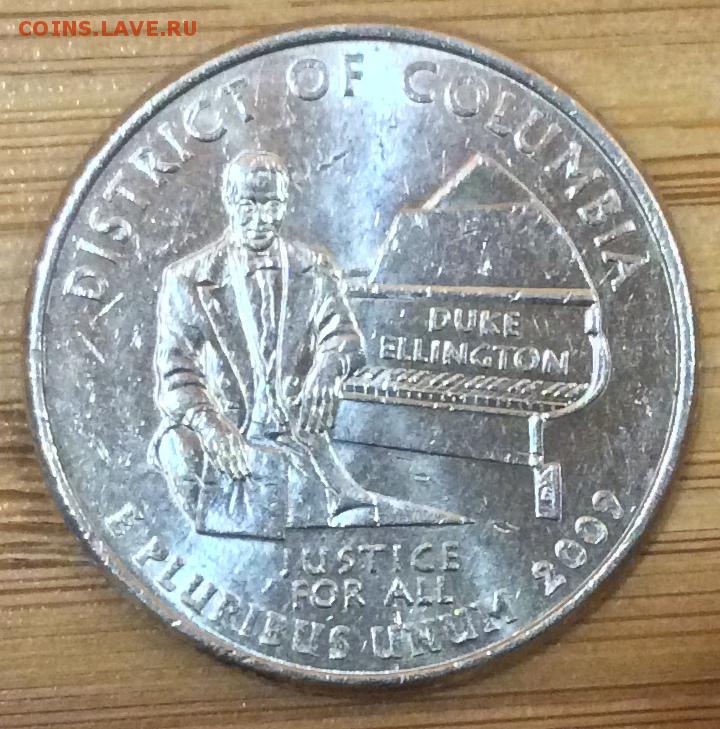 COINS.LAVE.RU
DISTRICT OF COLUMBIA
DUKE
ELLINGTON
JUSTICE
FOR ALL
E PLURIBUS UNUM 2009